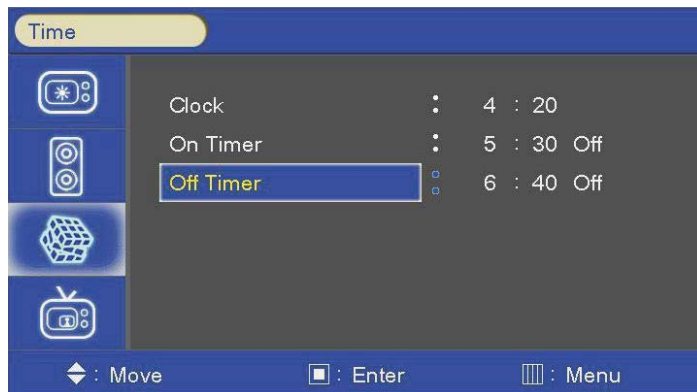 Time
Clock : 4 : 20
On Timer : 5 : 30 Off
Off Timer : 6 : 40 Off
: Move : Enter : Menu